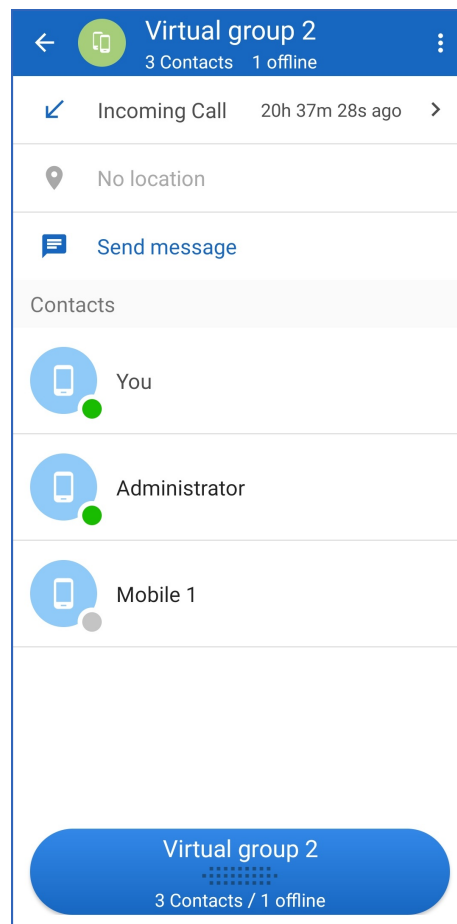 Virtual group 2
3 Contacts 1 offline
Incoming Call 20h 37m 28s ago
No location
Send message
Contacts
You
Administrator
Mobile 1
Virtual group 2
3 Contacts / 1 offline